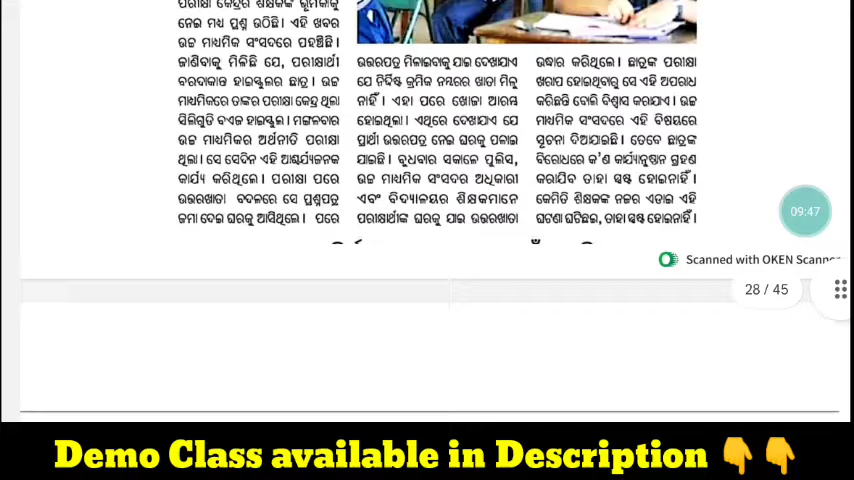 ପରୀକ୍ଷା କେନ୍ଦ୍ରର ଶିକ୍ଷକଙ୍କ ଭୂମିକାକୁ
ନେଇ ମଧ୍ୟ ପ୍ରଶ୍ନ ଉଠିଛି। ଏହି ଖବର
ଉଚ୍ଚ ମାଧ୍ୟମିକ ସଂସଦରେ ପହଞ୍ଚିଛି।
ଜାଣିବାକୁ ମିଳିଛି ଯେ, ପରୀକ୍ଷାର୍ଥୀ
ବରଦାକାନ୍ତ ହାଇସ୍କୁଲର ଛାତ୍ର। ଉଚ୍ଚ
ମାଧ୍ୟମିକରେ ତାଙ୍କର ପରୀକ୍ଷା କେନ୍ଦ୍ର ଥିଲା
ସିଲିଗୁଡି ବଏଜ ହାଇସ୍କୁଲ। ମଙ୍ଗଳବାର
ଉଚ୍ଚ ମାଧ୍ୟମିକର ଅର୍ଥନୀତି ପରୀକ୍ଷା
ଥିଲା। ସେ ସେଦିନ ଏହି ଆଶ୍ଚର୍ଯ୍ୟଜନକ
କାର୍ଯ୍ୟ କରିଥିଲେ। ପରୀକ୍ଷା ପରେ
ଉତ୍ତରଖାତା ବଦଳରେ ସେ ପ୍ରଶ୍ନପତ୍ର
ଜମା ଦେଇ ଘରକୁ ଆସିଥିଲେ। ପରେ
ଉତ୍ତରପତ୍ର ମିଳାଇବାକୁ ଯାଇ ଦେଖାଯାଏ
ଯେ ନିର୍ଦ୍ଦିଷ୍ଟ କ୍ରମିକ ନମ୍ବରର ଖାତା ମିଳୁ
ନାହିଁ। ଏହା ପରେ ଖୋଜା ଆରମ୍ଭ
ହୋଇଥିଲା। ଏଥିରେ ଦେଖାଯାଏ ଯେ
ପ୍ରାର୍ଥୀ ଉତ୍ତରପତ୍ର ନେଇ ଘରକୁ ପଳାଇ
ଯାଇଛି। ବୁଧବାର ସକାଳେ ପୁଲିସ,
ଉଚ୍ଚ ମାଧ୍ୟମିକ ସଂସଦର ଅଧିକାରୀ
ଏବଂ ବିଦ୍ୟାଳୟର ଶିକ୍ଷକମାନେ
ପରୀକ୍ଷାର୍ଥୀଙ୍କ ଘରକୁ ଯାଇ ଉତ୍ତରଖାତା
ଉଦ୍ଧାର କରିଥିଲେ। ଛାତ୍ରଙ୍କ ପରୀକ୍ଷା
ଖରାପ ହୋଇଥିବାରୁ ସେ ଏହି ଅପରାଧ
କରିଛନ୍ତି ବୋଲି ବିଶ୍ୱାସ କରାଯାଏ। ଉଚ୍ଚ
ମାଧ୍ୟମିକ ସଂସଦରେ ଏହି ବିଷୟରେ
ସୂଚନା ଦିଆଯାଇଛି। ତେବେ ଛାତ୍ରଙ୍କ
ବିରୋଧରେ କ'ଣ କାର୍ଯ୍ୟାନୁଷ୍ଠାନ ଗ୍ରହଣ
କରାଯିବ ତାହା ସ୍ପଷ୍ଟ ହୋଇନାହିଁ।
କେମିତି ଶିକ୍ଷକଙ୍କ ନଜର ଏଡାଇ ଏହି
ଘଟଣା ଘଟିଛଇ, ତାହା ସ୍ପଷ୍ଟ ହୋଇନାହିଁ।
09:47
Scanned with OKEN Scanner
28 / 45
Demo Class available in Description 👇👇